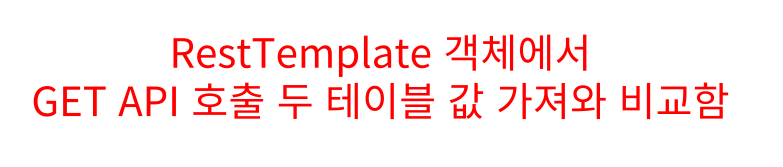 RestTemplate 객체에서
GET API 호출 두 테이블 값 가져와 비교함